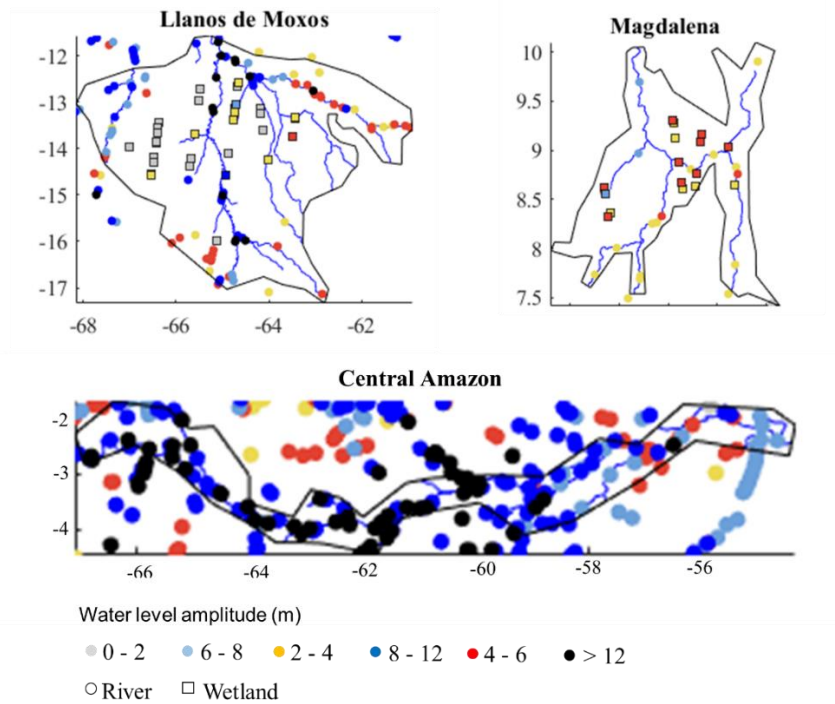 Llanos de Moxos
Magdalena
-12
-13
-14
-15
-16
-17
-68
-66
-64
-62
10
9.5
9
8.5
8
7.5
Central Amazon
-2
-3
-4
-66
-64
-62
-60
-58
-56
Water level amplitude (m)
0 - 2
6 - 8
2 - 4
8 - 12
4 - 6
> 12
River
Wetland